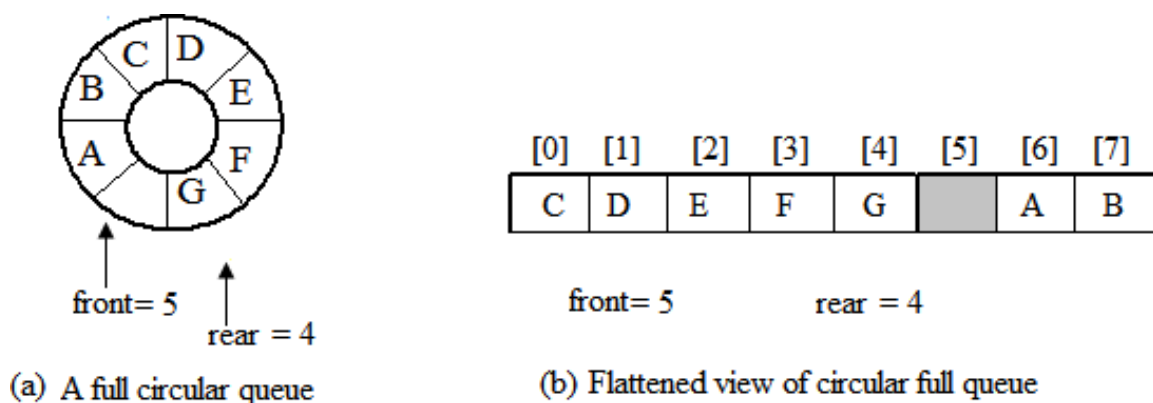 C D
B E
A F
G
front= 5
rear = 4
(a) A full circular queue
[0] [1] [2] [3] [4] [5] [6] [7]
C D E F G A B
front= 5 rear = 4
(b) Flattened view of circular full queue